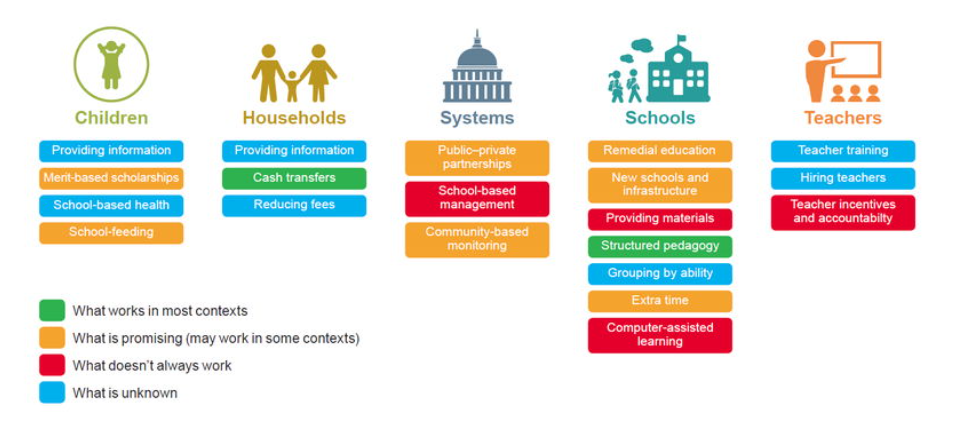 Children
Providing information
Merit-based scholarships
School-based health
School-feeding
Households
Providing information
Cash transfers
Reducing fees
Systems
Public–private
partnerships
School-based
management
Community-based
monitoring
Schools
Remedial education
New schools and
infrastructure
Providing materials
Structured pedagogy
Grouping by ability
Extra time
Computer-assisted
learning
Teachers
Teacher training
Hiring teachers
Teacher incentives
and accountabilty
What works in most contexts
What is promising (may work in some contexts)
What doesn't always work
What is unknown